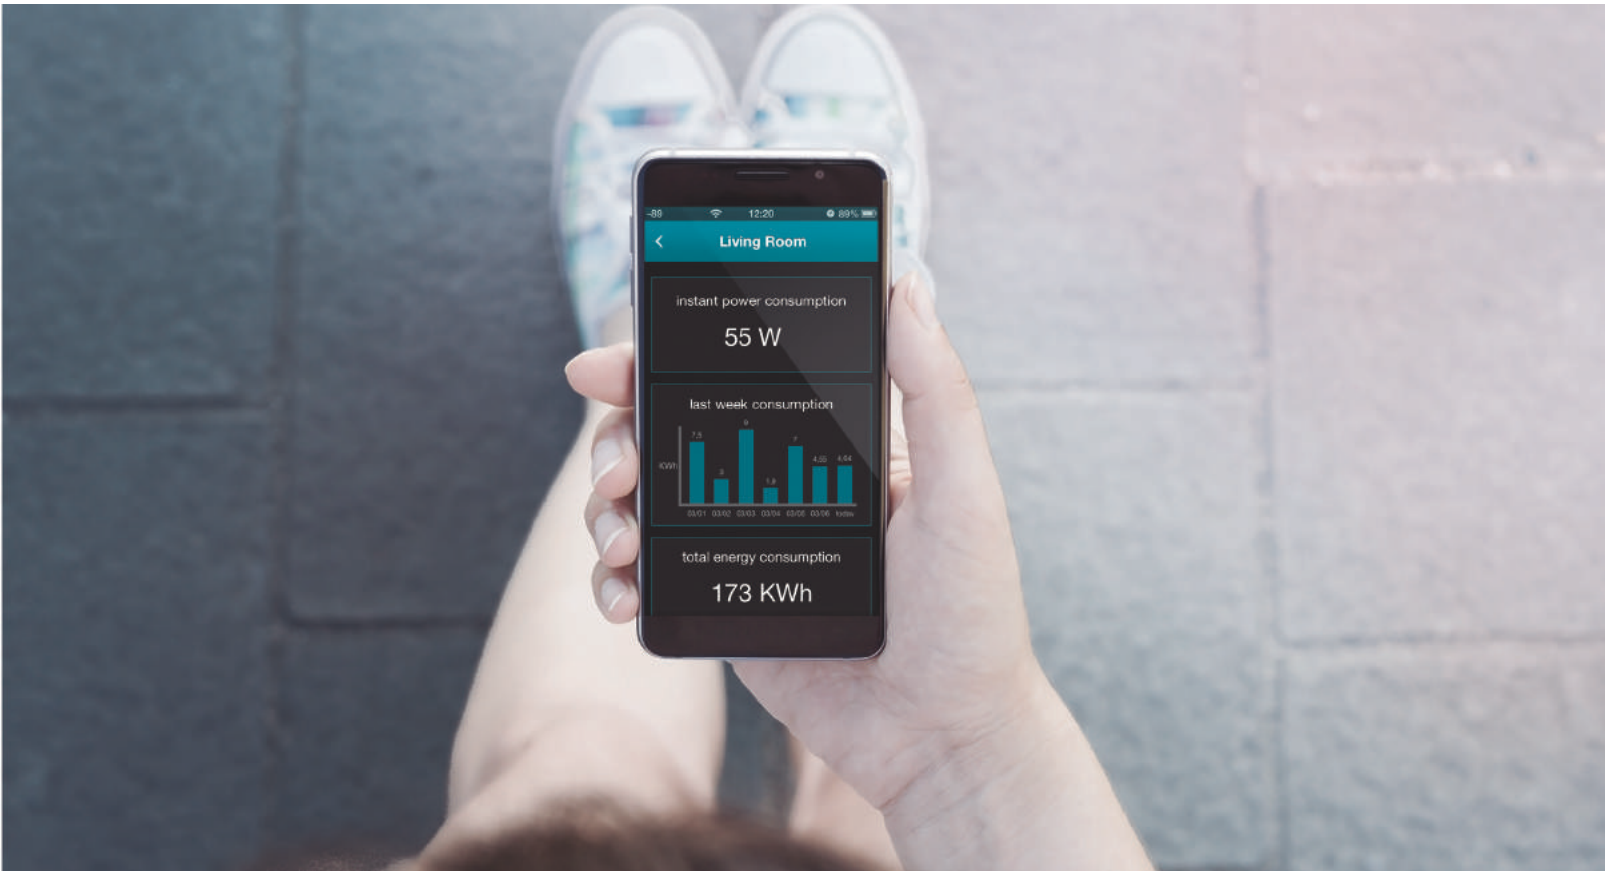 -89 12:20 89%
Living Room
instant power consumption
55 W
last week consumption
KWh
7,5 3 9 1,9 7 4,55 4,64
03/01 03/02 03/03 03/04 03/05 03/06 today
total energy consumption
173 KWh